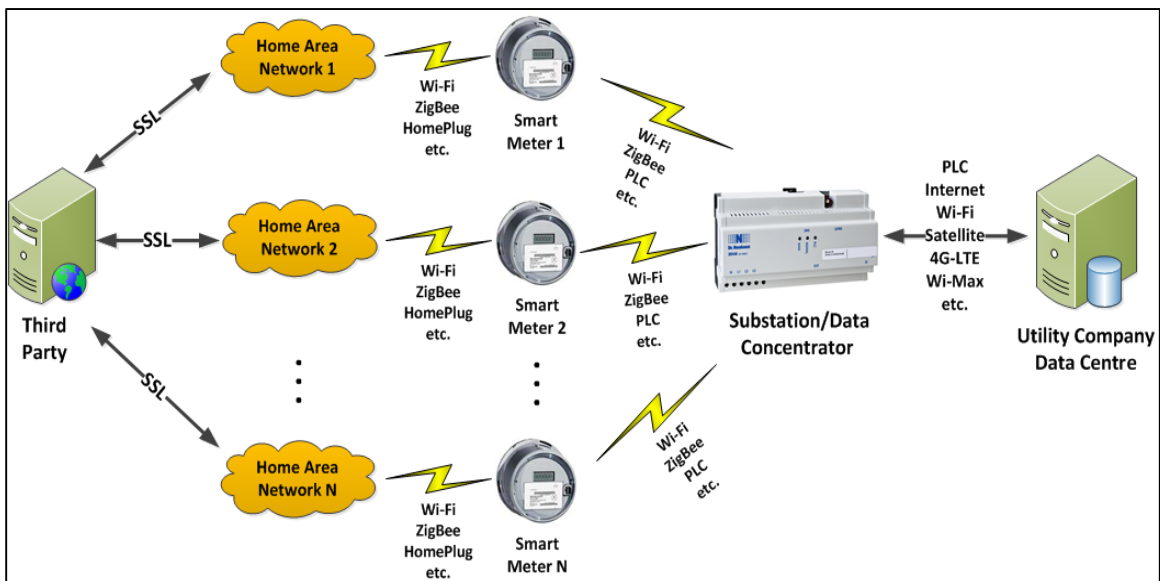 Home Area
Network 1
SSL
Wi-Fi
ZigBee
HomePlug
etc.
Smart
Meter 1
Wi-Fi
ZigBee
PLC
etc.
Third
Party
SSL
Home Area
Network 2
Wi-Fi
ZigBee
HomePlug
etc.
Smart
Meter 2
Wi-Fi
ZigBee
PLC
etc.
Substation/Data
Concentrator
PLC
Internet
Wi-Fi
Satellite
4G-LTE
Wi-Max
etc.
Utility Company
Data Centre
SSL
Home Area
Network N
Wi-Fi
ZigBee
HomePlug
etc.
Smart
Meter N
Wi-Fi
ZigBee
PLC
etc.